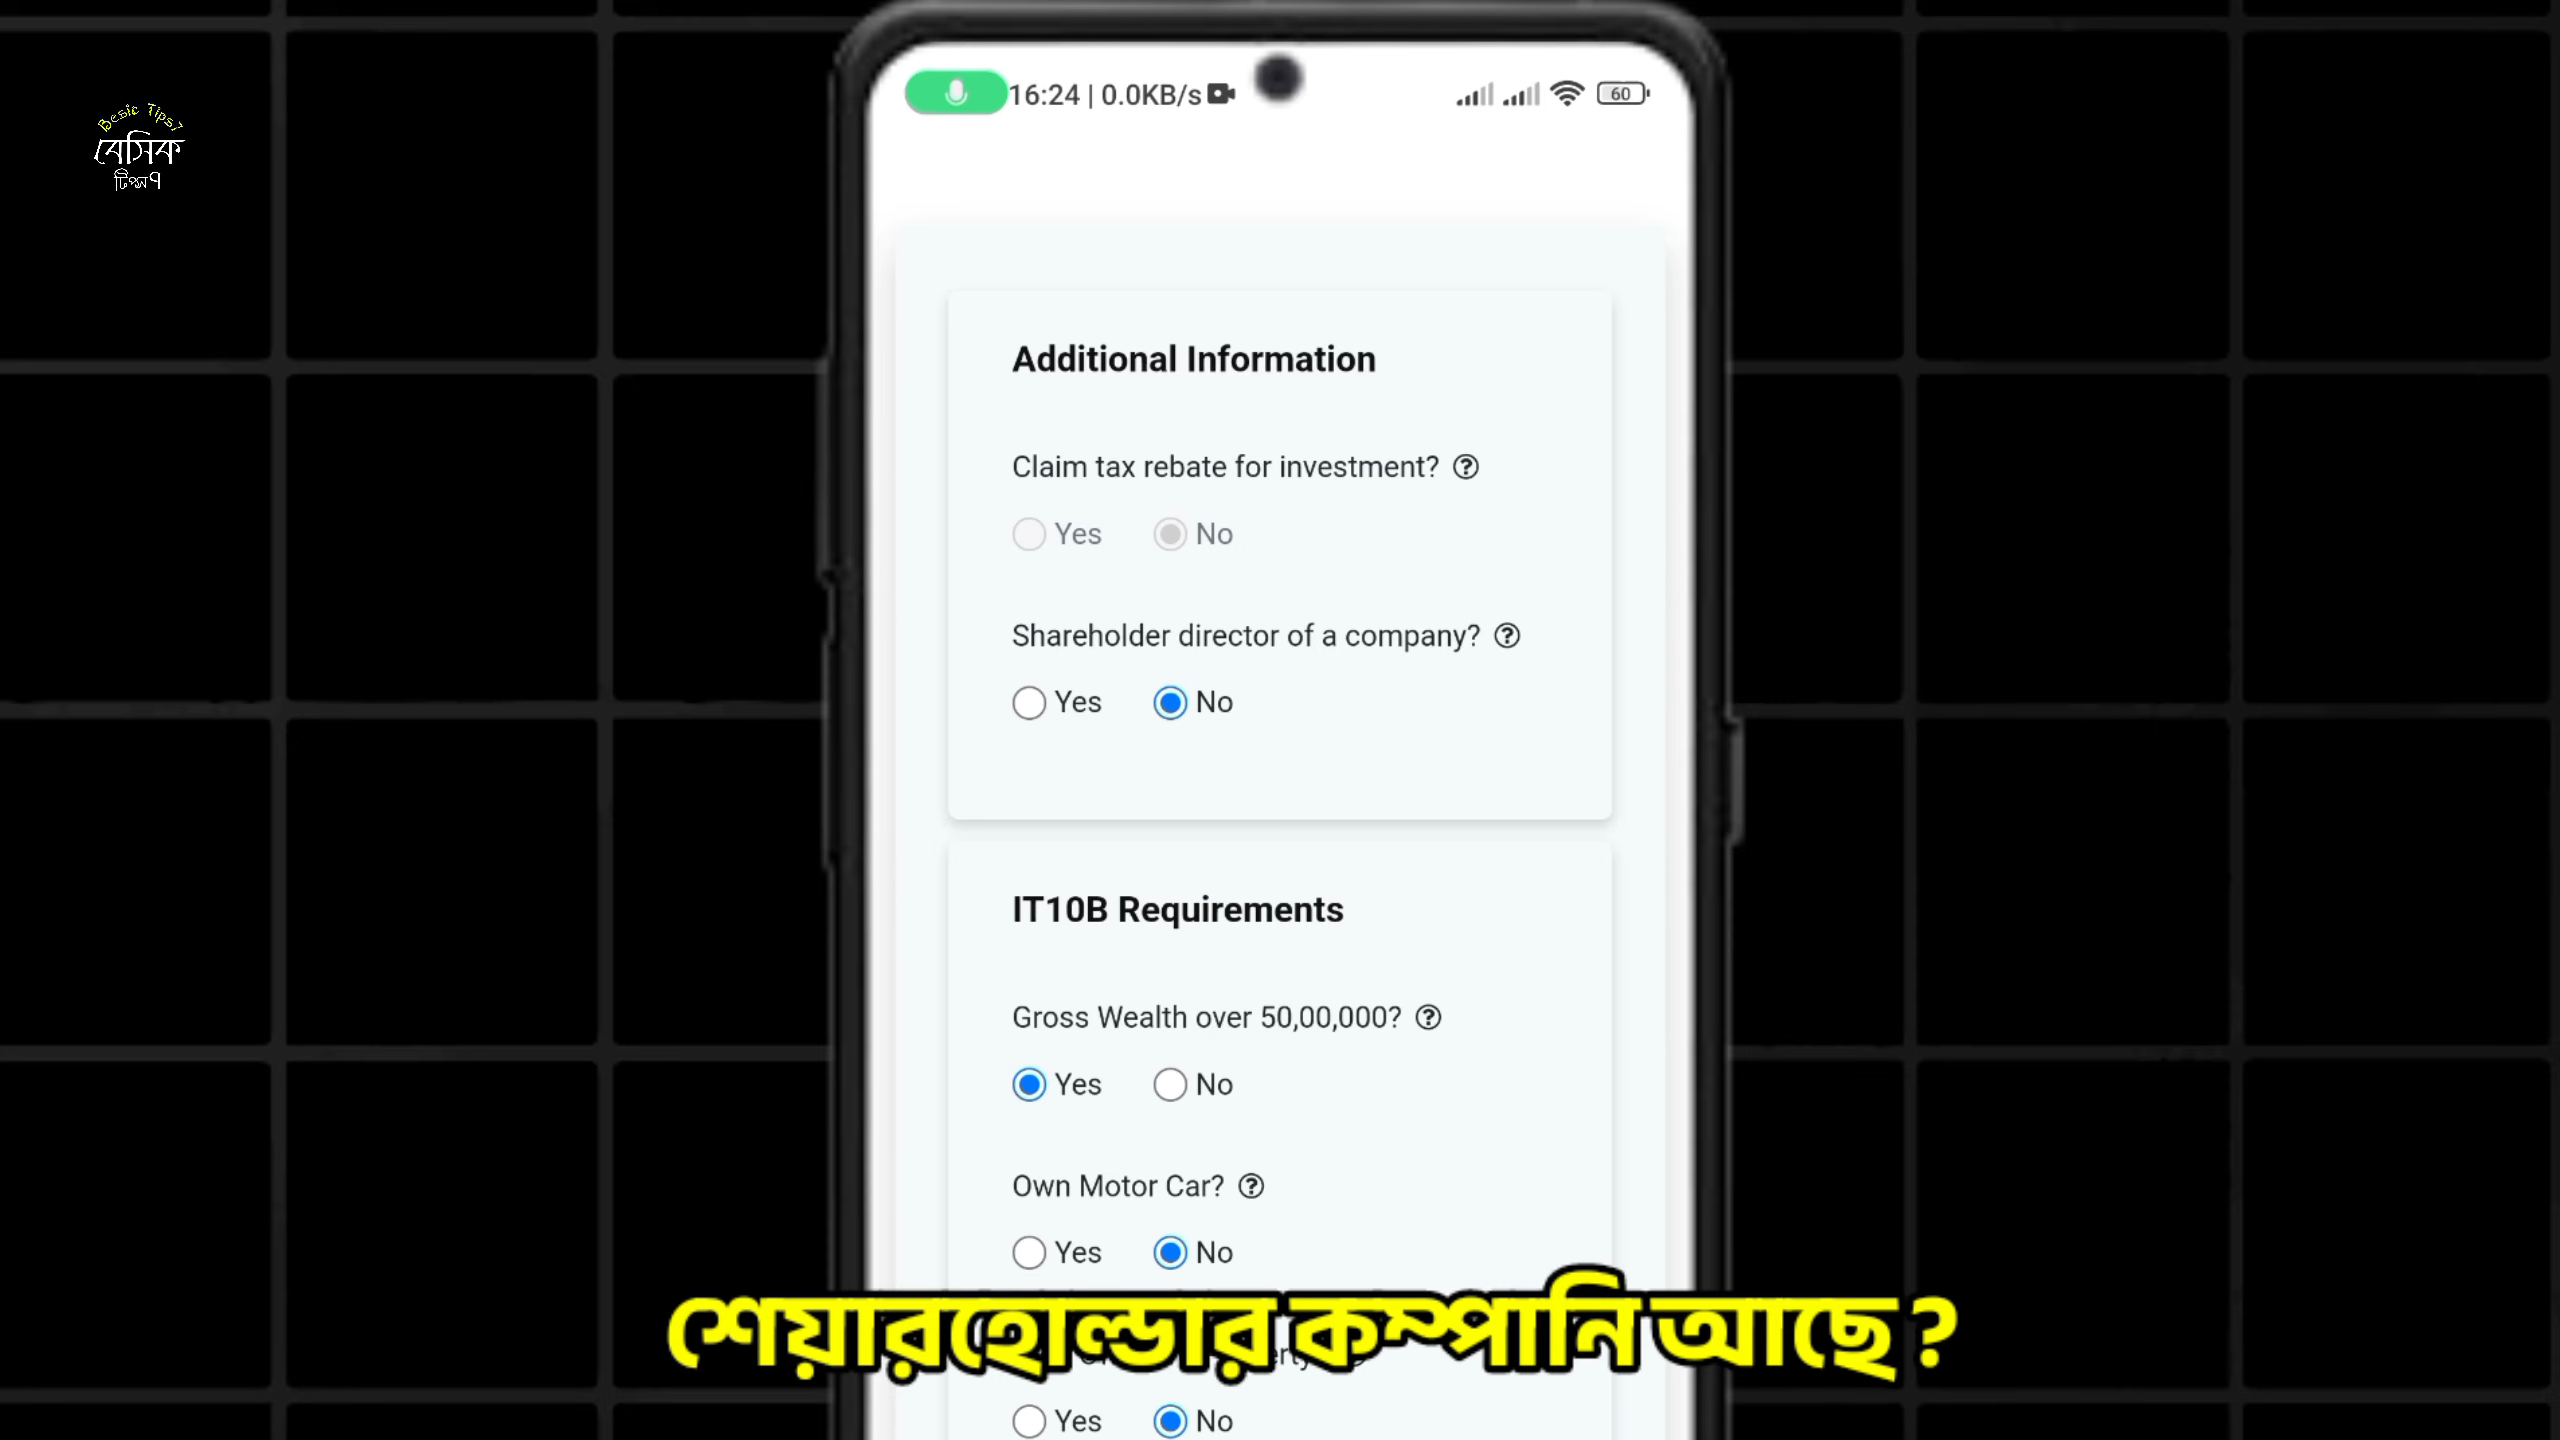 Besic Tips7
বেসিক
টিপস৭
16:24 | 0.0KB/s
60
Additional Information
Claim tax rebate for investment?
Yes No
Shareholder director of a company?
Yes No
IT10B Requirements
Gross Wealth over 50,00,000?
Yes No
Own Motor Car?
Yes No
শেয়ারহোল্ডার কম্পানি আছে?
Yes No